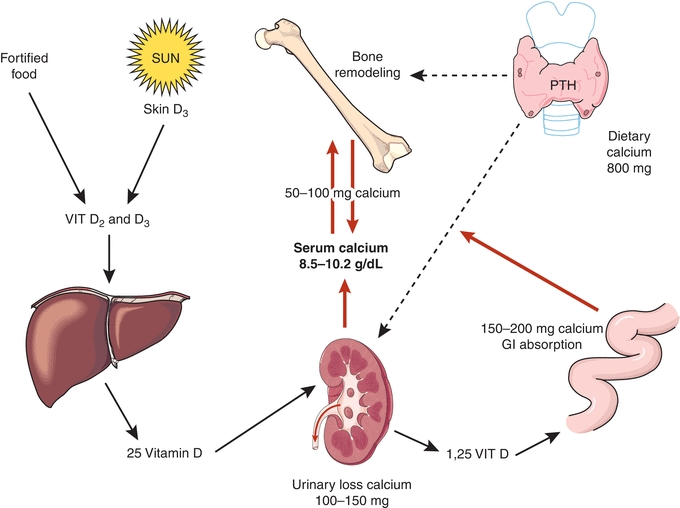 Fortified
food
SUN
Skin D₃
VIT D₂ and D₃
25 Vitamin D
Bone
remodeling
PTH
Dietary
calcium
800 mg
50–100 mg calcium
Serum calcium
8.5–10.2 g/dL
150–200 mg calcium
GI absorption
1,25 VIT D
Urinary loss calcium
100–150 mg